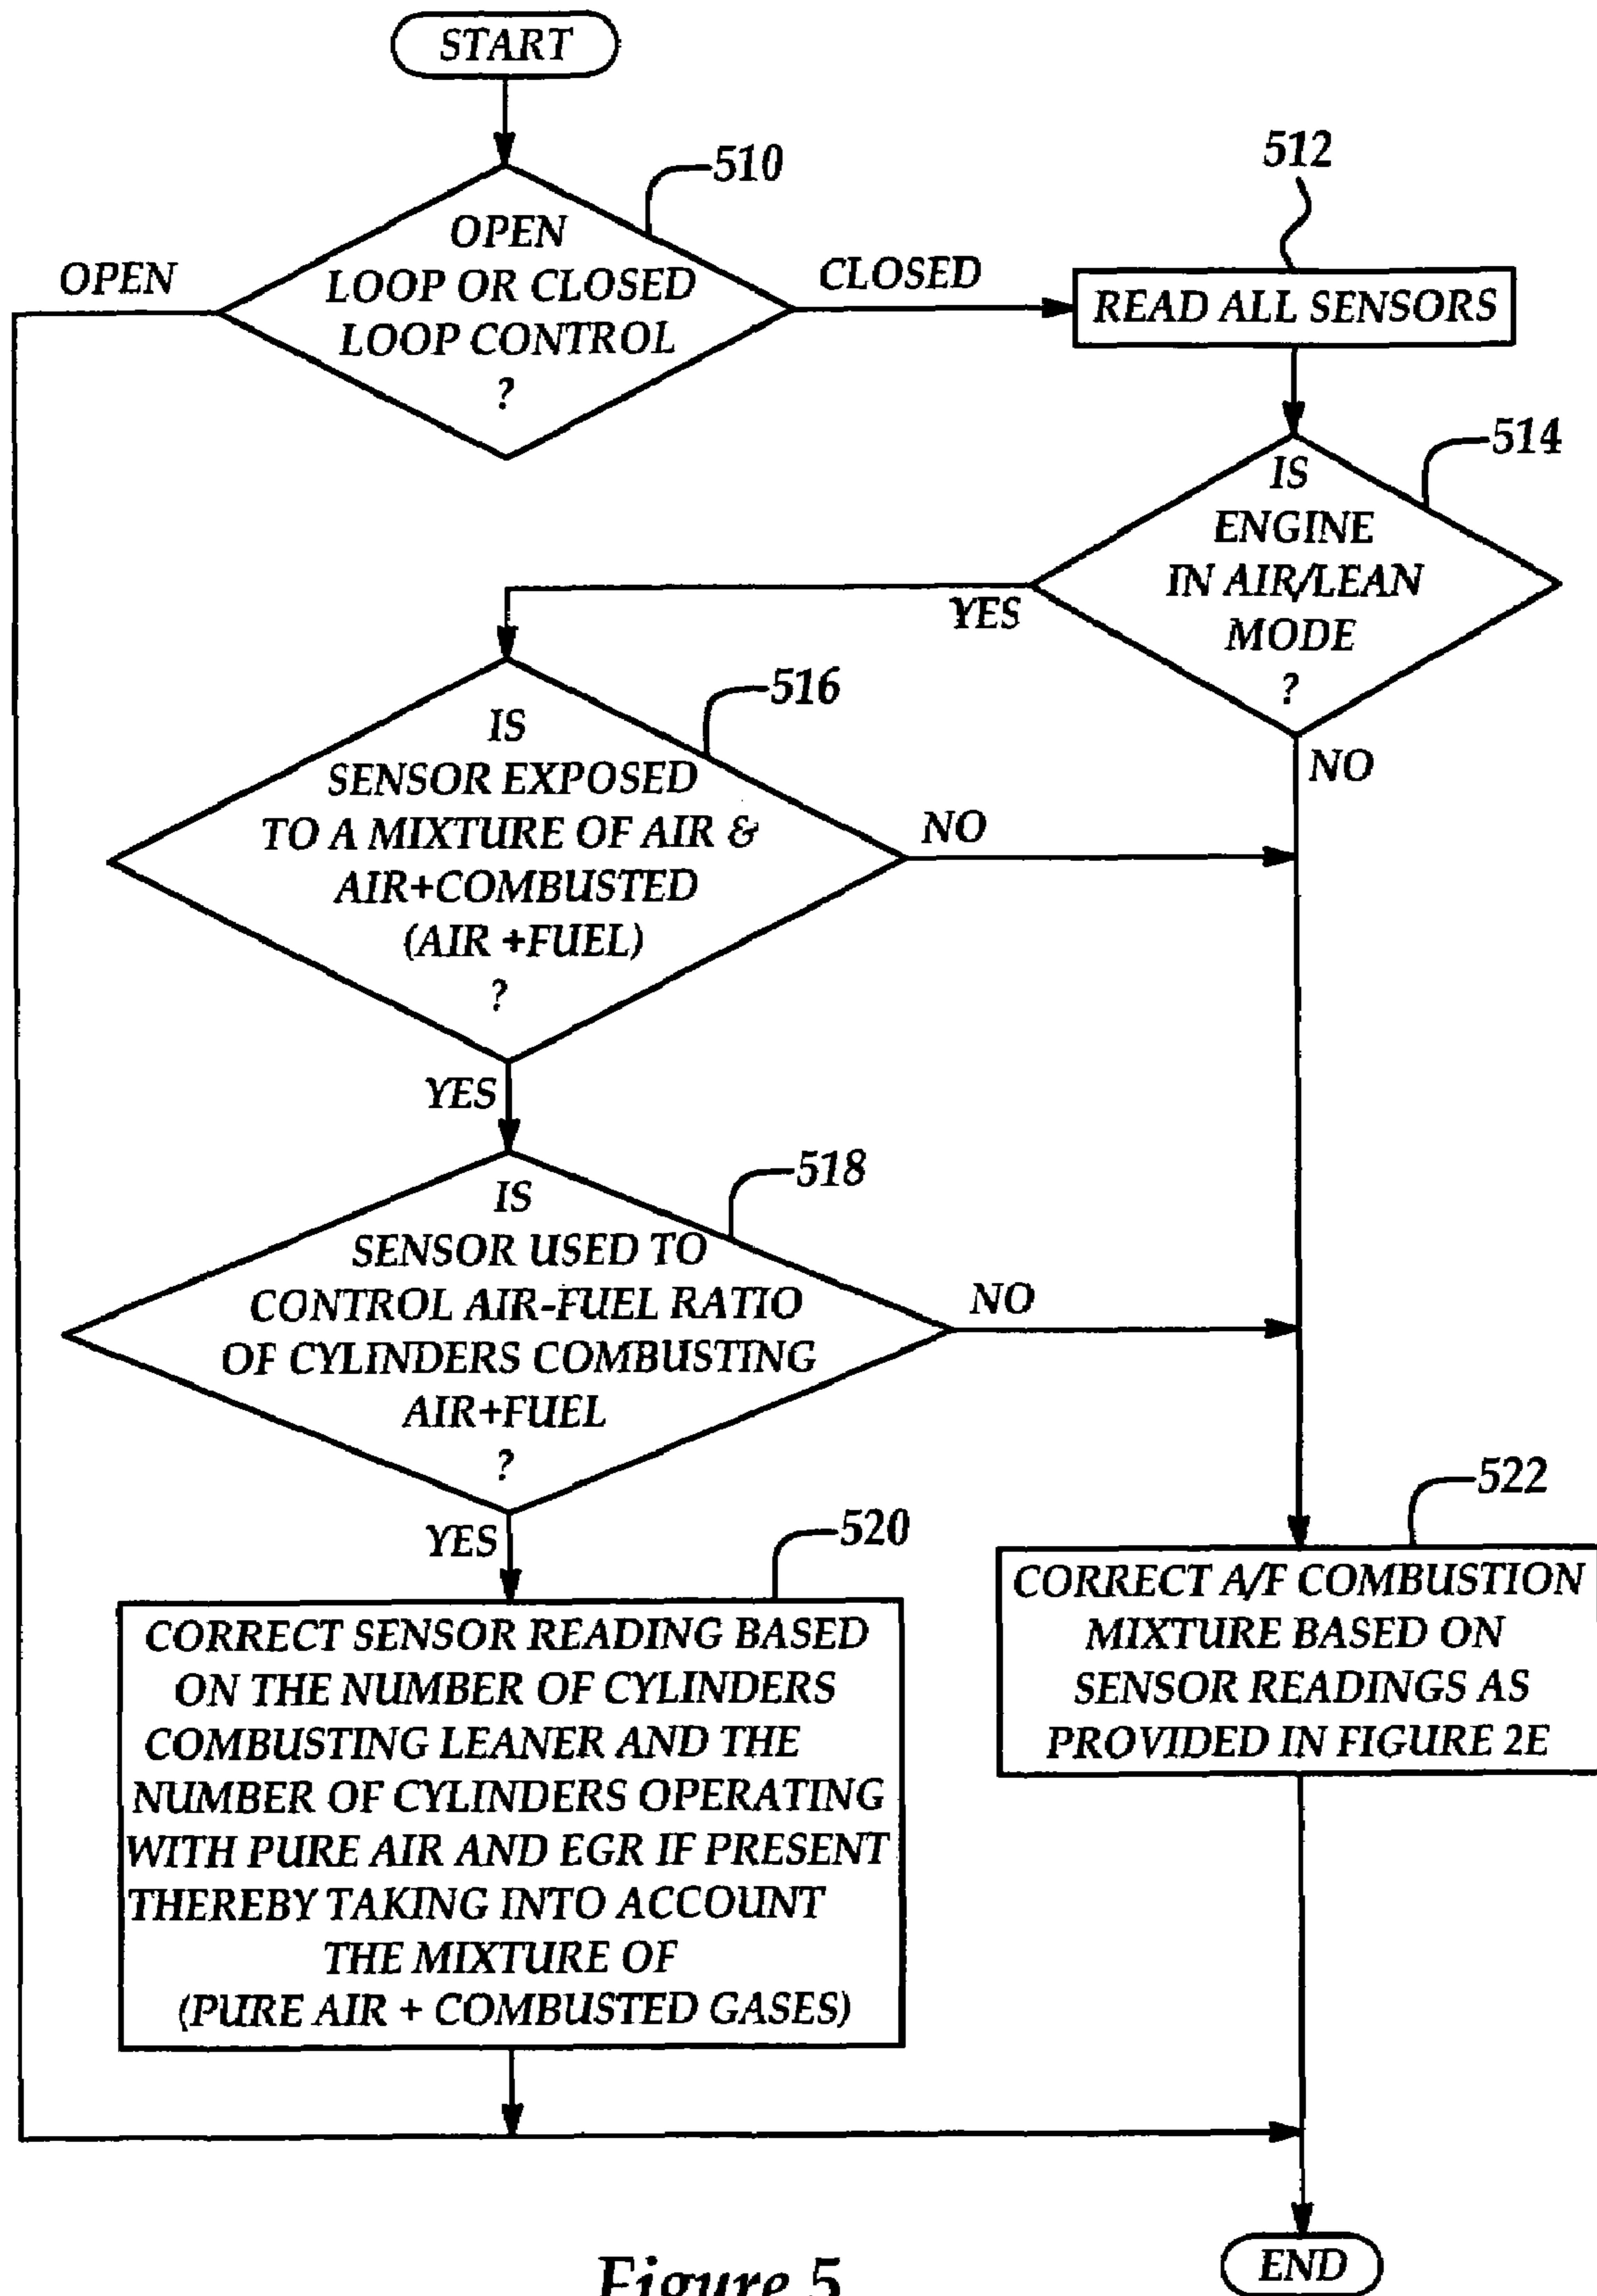 START
510
OPEN
LOOP OR CLOSED
LOOP CONTROL
?
OPEN
CLOSED
512
READ ALL SENSORS
514
IS
ENGINE
IN AIR/LEAN
MODE
?
YES
NO
516
IS
SENSOR EXPOSED
TO A MIXTURE OF AIR &
AIR+COMBUSTED
(AIR +FUEL)
?
NO
YES
518
IS
SENSOR USED TO
CONTROL AIR-FUEL RATIO
OF CYLINDERS COMBUSTING
AIR+FUEL
?
NO
YES
520
CORRECT SENSOR READING BASED
ON THE NUMBER OF CYLINDERS
COMBUSTING LEANER AND THE
NUMBER OF CYLINDERS OPERATING
WITH PURE AIR AND EGR IF PRESENT
THEREBY TAKING INTO ACCOUNT
THE MIXTURE OF
(PURE AIR + COMBUSTED GASES)
522
CORRECT A/F COMBUSTION
MIXTURE BASED ON
SENSOR READINGS AS
PROVIDED IN FIGURE 2E
END
Figure 5